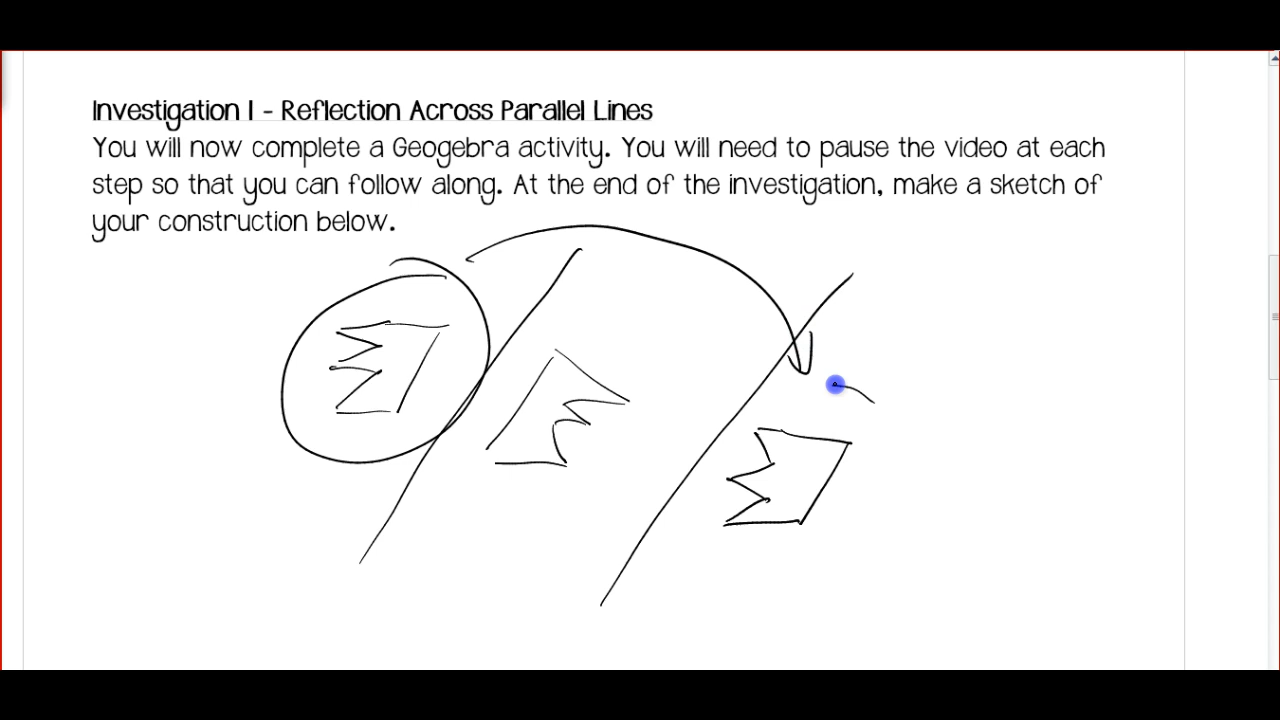 Investigation 1 - Reflection Across Parallel Lines
You will now complete a Geogebra activity. You will need to pause the video at each
step so that you can follow along. At the end of the investigation, make a sketch of
your construction below.